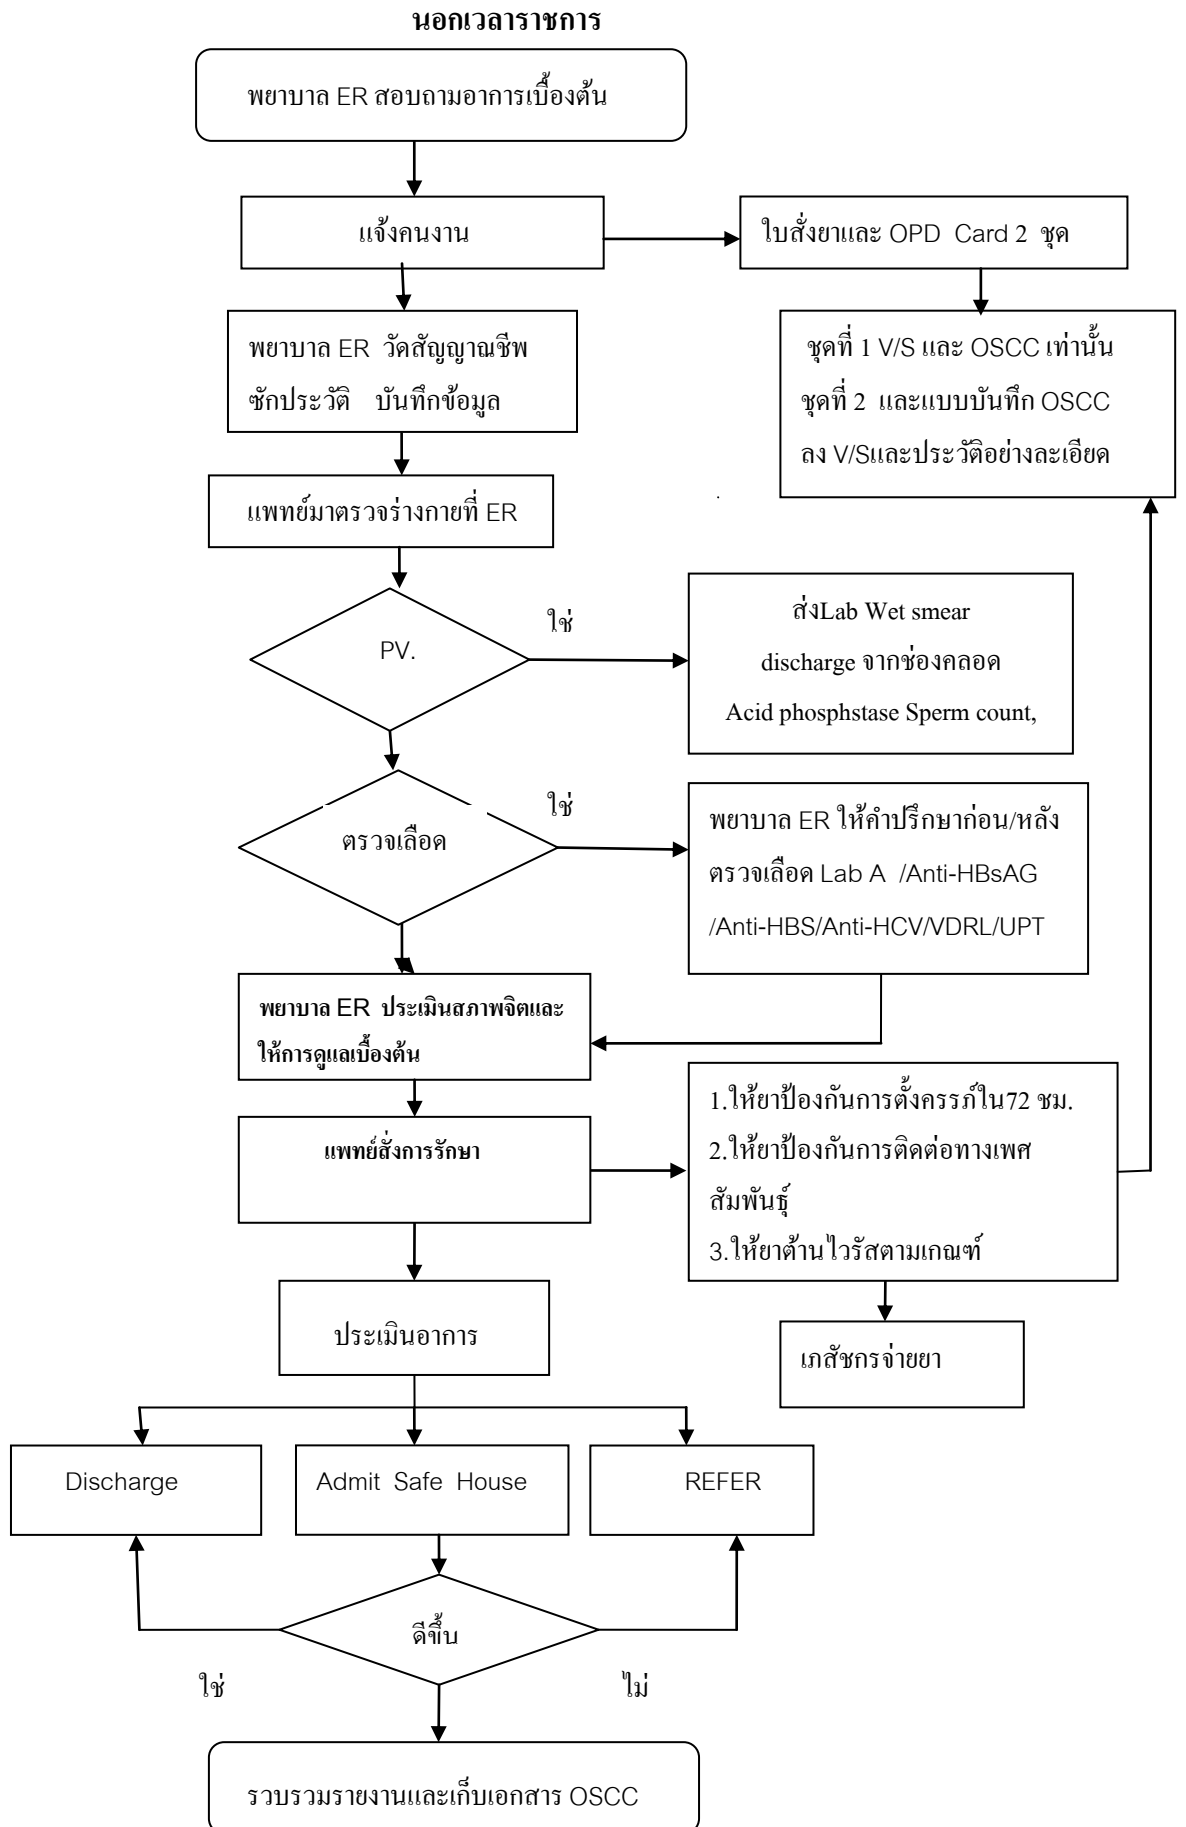 นอกเวลาราชการ
พยาบาล ER สอบถามอาการเบื้องต้น
แจ้งคนงาน
ใบสั่งยาและ OPD Card 2 ชุด
พยาบาล ER วัดสัญญาณชีพ
ซักประวัติ บันทึกข้อมูล
ชุดที่ 1 V/S และ OSCC เท่านั้น
ชุดที่ 2 และแบบบันทึก OSCC
ลง V/Sและประวัติอย่างละเอียด
แพทย์มาตรวจร่างกายที่ ER
PV.
ใช่
ส่งLab Wet smear
discharge จากช่องคลอด
Acid phosphstase Sperm count,
ตรวจเลือด
ใช่
พยาบาล ER ให้คำปรึกษาก่อน/หลัง
ตรวจเลือด Lab A /Anti-HBsAG
/Anti-HBS/Anti-HCV/VDRL/UPT
พยาบาล ER ประเมินสภาพจิตและ
ให้การดูแลเบื้องต้น
แพทย์สั่งการรักษา
1.ให้ยาป้องกันการตั้งครรภ์ใน72 ชม.
2.ให้ยาป้องกันการติดต่อทางเพศ
สัมพันธุ์
3.ให้ยาต้านไวรัสตามเกณฑ์
ประเมินอาการ
เภสัชกรจ่ายยา
Discharge
Admit Safe House
REFER
ดีขึ้น
ใช่
ไม่
รวบรวมรายงานและเก็บเอกสาร OSCC